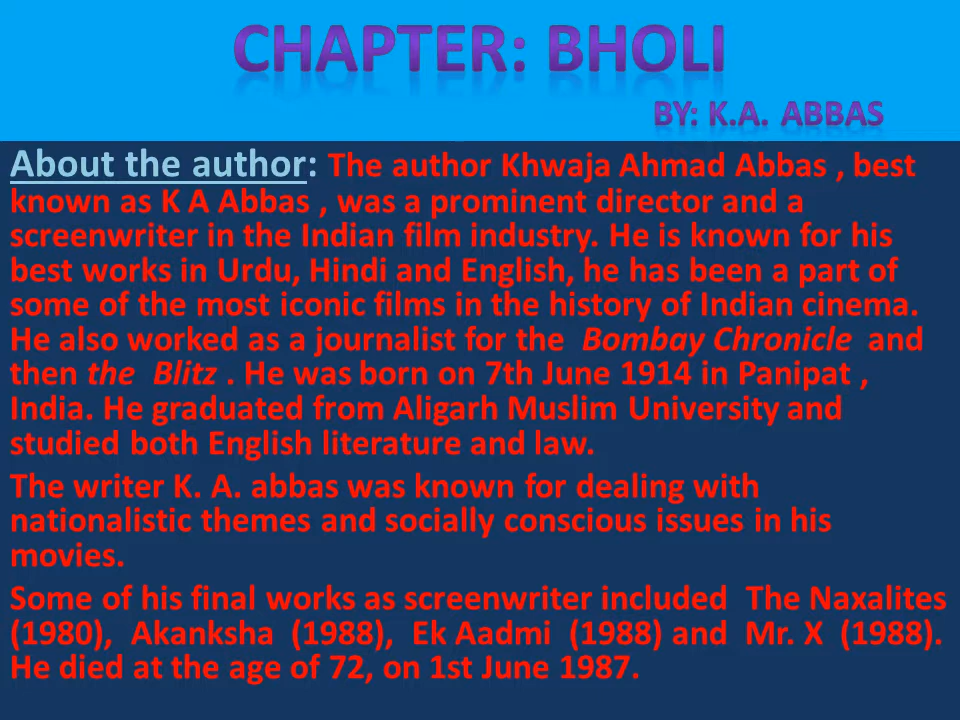 CHAPTER: BHOLI
BY: K.A. ABBAS
About the author: The author Khwaja Ahmad Abbas , best
known as K A Abbas , was a prominent director and a
screenwriter in the Indian film industry. He is known for his
best works in Urdu, Hindi and English, he has been a part of
some of the most iconic films in the history of Indian cinema.
He also worked as a journalist for the Bombay Chronicle and
then the Blitz . He was born on 7th June 1914 in Panipat ,
India. He graduated from Aligarh Muslim University and
studied both English literature and law.
The writer K. A. abbas was known for dealing with
nationalistic themes and socially conscious issues in his
movies.
Some of his final works as screenwriter included The Naxalites
(1980), Akanksha (1988), Ek Aadmi (1988) and Mr. X (1988).
He died at the age of 72, on 1st June 1987.